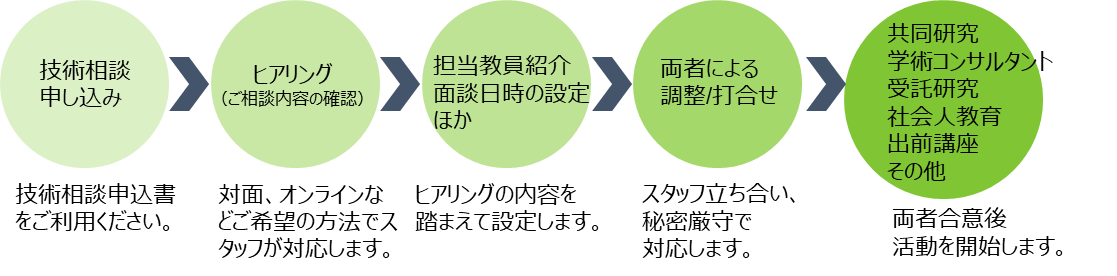 技術相談
申し込み
ヒアリング
（ご相談内容の確認）
担当教員紹介
面談日時の設定
ほか
両者による
調整/打合せ
共同研究
学術コンサルタント
受託研究
社会人教育
出前講座
その他
技術相談申込書
をご利用ください。
対面、オンラインな
どご希望の方法でス
タッフが対応します。
ヒアリングの内容を
踏まえて設定します。
スタッフ立ち合い、
秘密厳守で
対応します。
両者合意後
活動を開始します。